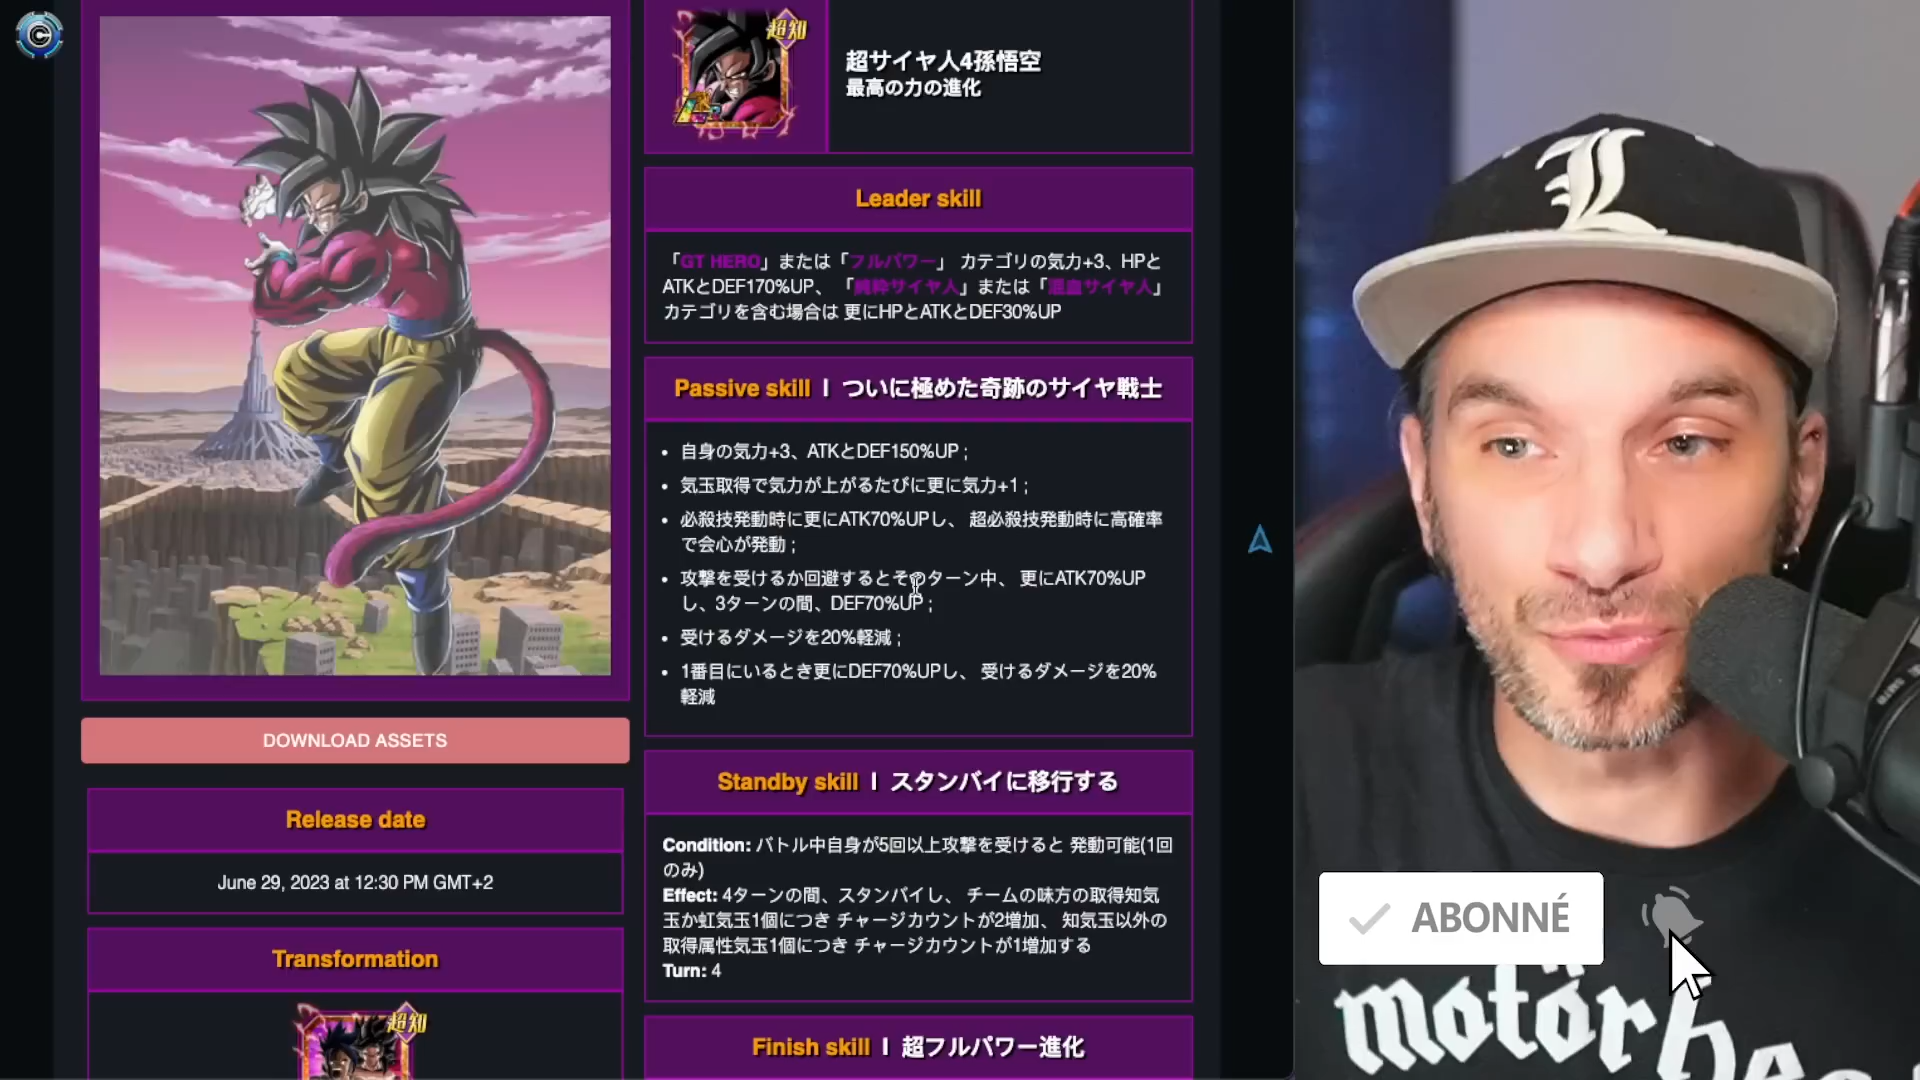 超知
超サイヤ人4孫悟空
最高の力の進化
Leader skill
「GT HERO」または「フルパワー」 カテゴリの気力+3、HPと
ATKとDEF170%UP、 「純粋サイヤ人」または「混血サイヤ人」
カテゴリを含む場合は 更にHPとATKとDEF30%UP
Passive skill | ついに極めた奇跡のサイヤ戦士
• 自身の気力+3、ATKとDEF150%UP ;
• 気玉取得で気力が上がるたびに更に気力+1 ;
• 必殺技発動時に更にATK70%UPし、 超必殺技発動時に高確率
で会心が発動 ;
• 攻撃を受けるか回避するとそのターン中、 更にATK70%UP
し、3ターンの間、DEF70%UP ;
• 受けるダメージを20%軽減 ;
• 1番目にいるとき更にDEF70%UPし、 受けるダメージを20%
軽減
Standby skill | スタンバイに移行する
Condition: バトル中自身が5回以上攻撃を受けると 発動可能(1回
のみ)
Effect: 4ターンの間、スタンバイし、 チームの味方の取得知気
玉か虹気玉1個につき チャージカウントが2増加、 知気玉以外の
取得属性気玉1個につき チャージカウントが1増加する
Turn: 4
Finish skill | 超フルパワー進化
DOWNLOAD ASSETS
Release date
June 29, 2023 at 12:30 PM GMT+2
Transformation
超知
L
ABONNÉ